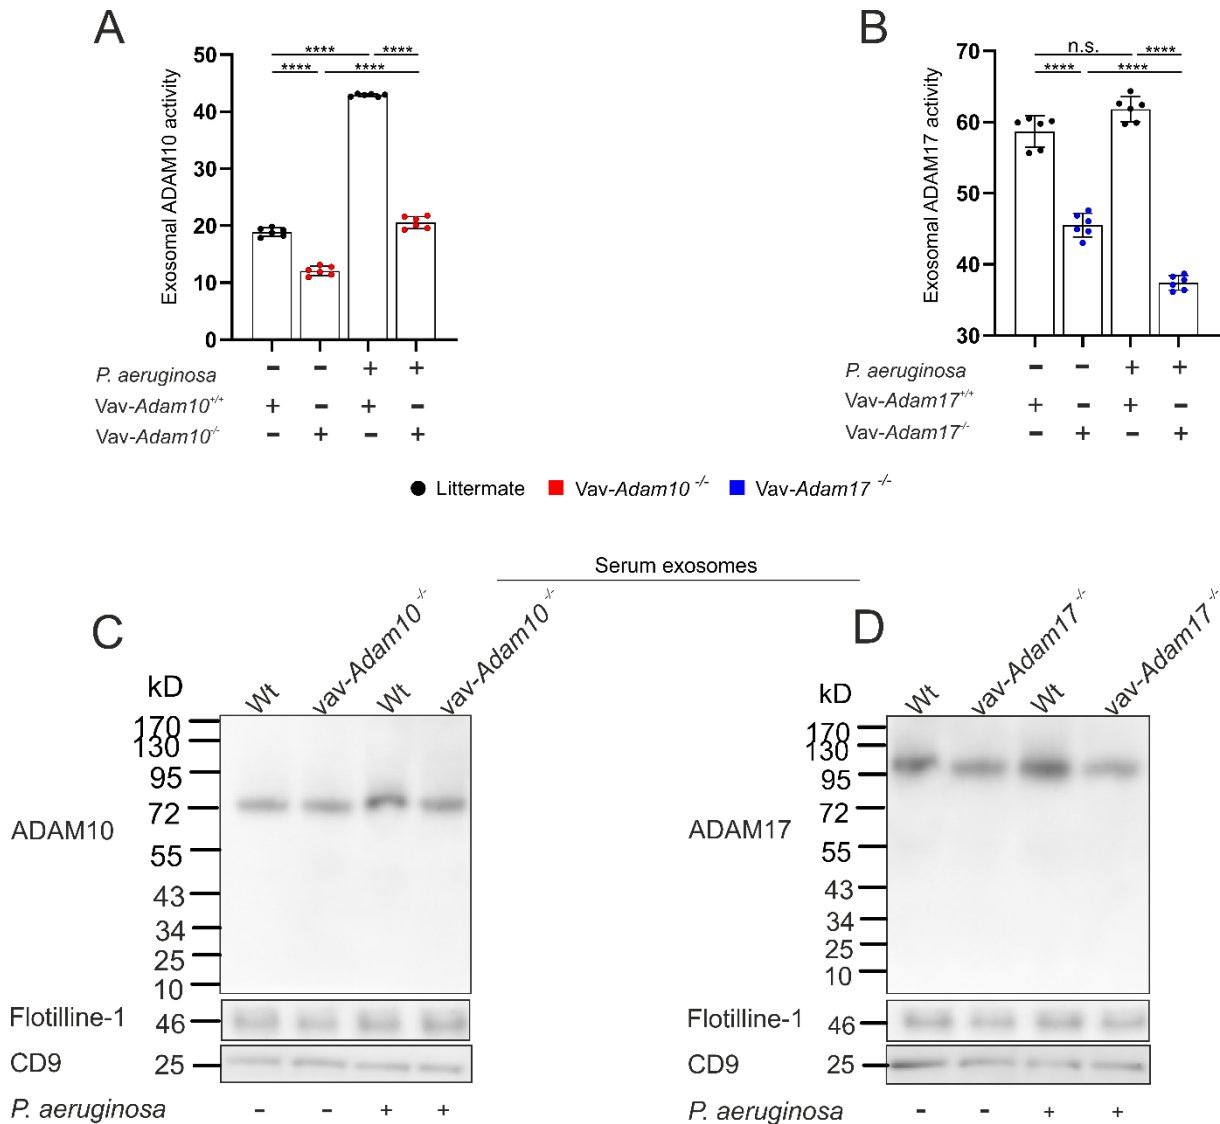 A
**** ****
**** ****
Exosomal ADAM10 activity
50
40
30
20
10
0
P. aeruginosa - - + +
Vav-Adam10+/+ + - + -
Vav-Adam10-/- - + - +
B
n.s. ****
**** ****
Exosomal ADAM17 activity
70
60
50
40
30
P. aeruginosa - - + +
Vav-Adam17+/+ + - + -
Vav-Adam17-/- - + - +
Littermate Vav-Adam10 -/- Vav-Adam17 -/-
Serum exosomes
C
kD
Wt vav-Adam10-/- Wt vav-Adam10-/-
170
130
95
72
ADAM10
55
43
34
25
10
Flotilline-1 46
CD9 25
P. aeruginosa - - + +
D
kD
Wt vav-Adam17-/- Wt vav-Adam17-/-
170
130
95
72
ADAM17
55
43
34
25
10
Flotilline-1 46
CD9 25
P. aeruginosa - - + +